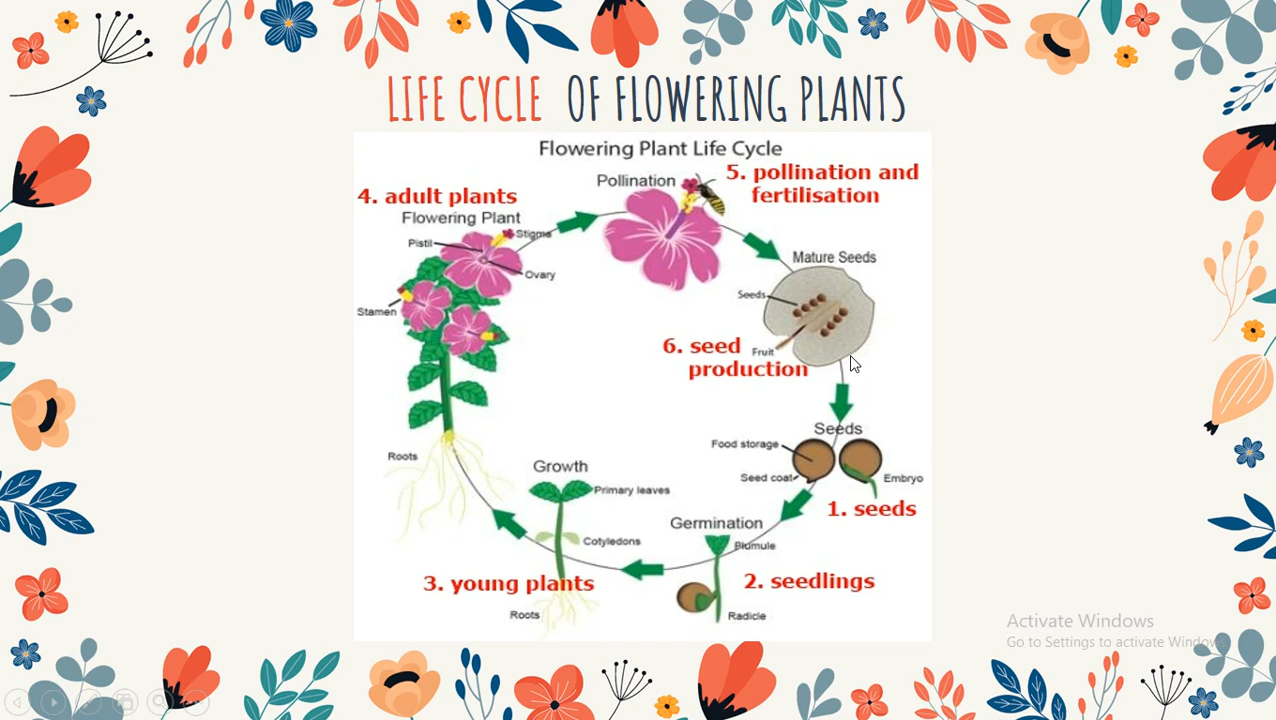 LIFE CYCLE OF FLOWERING PLANTS
Flowering Plant Life Cycle
5. pollination and
fertilisation
Pollination
4. adult plants
Flowering Plant
Stigma
Pistil
Ovary
Stamen
Roots
Mature Seeds
Seeds
Fruit
6. seed
production
Seeds
Food storage
Seed coat
Embryo
1. seeds
Germination
Plumule
2. seedlings
Radicle
Growth
Primary leaves
Cotyledons
3. young plants
Roots
Activate Windows
Go to Settings to activate Windows.